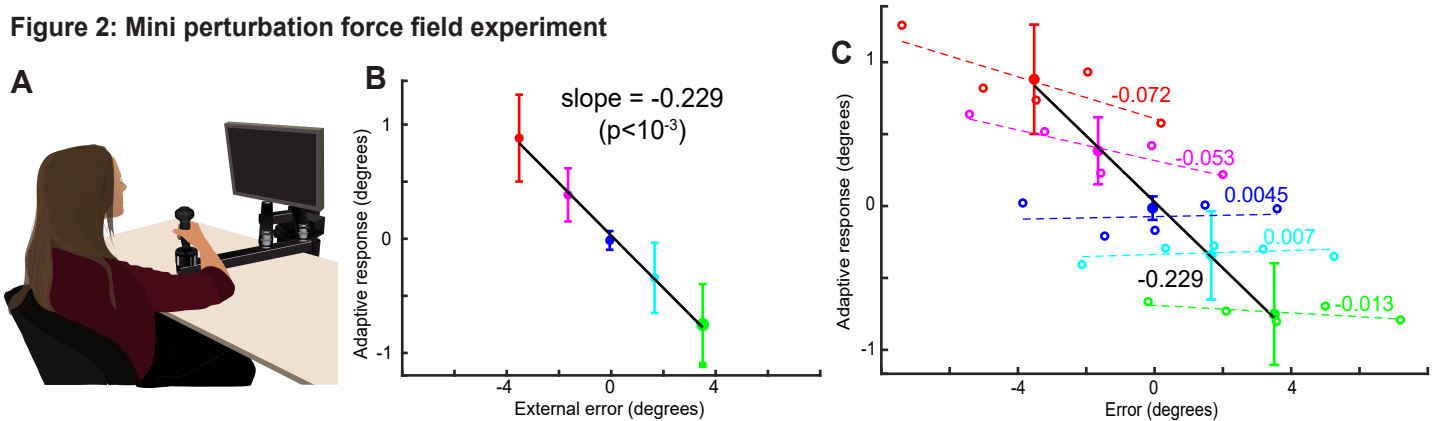 Figure 2: Mini perturbation force field experiment
A
B
slope = -0.229
(p<10⁻³)
Adaptive response (degrees)
1
0
-1
-4
0
4
External error (degrees)
C
Adaptive response (degrees)
1
0
-1
-0.072
-0.053
0.0045
0.007
-0.229
-0.013
-4
0
4
Error (degrees)